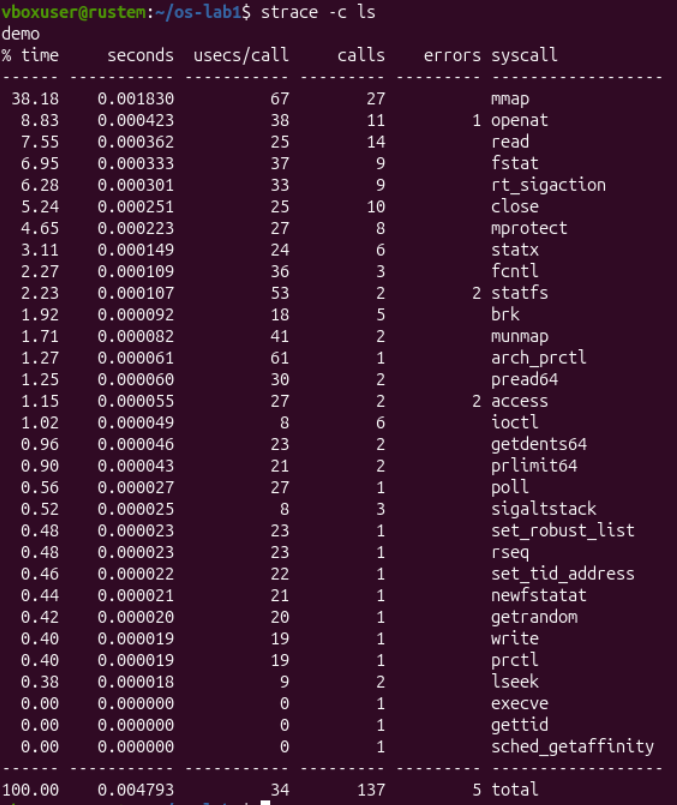 vboxuser@rustem:~/os-lab1$ strace -c ls
demo
% time     seconds  usecs/call     calls    errors syscall
------ ----------- ----------- --------- --------- ------------------
 38.18    0.001830          67        27           mmap
  8.83    0.000423          38        11         1 openat
  7.55    0.000362          25        14           read
  6.95    0.000333          37         9           fstat
  6.28    0.000301          33         9           rt_sigaction
  5.24    0.000251          25        10           close
  4.65    0.000223          27         8           mprotect
  3.11    0.000149          24         6           statx
  2.27    0.000109          36         3           fcntl
  2.23    0.000107          53         2         2 statfs
  1.92    0.000092          18         5           brk
  1.71    0.000082          41         2           munmap
  1.27    0.000061          61         1           arch_prctl
  1.25    0.000060          30         2           pread64
  1.15    0.000055          27         2         2 access
  1.02    0.000049           8         6           ioctl
  0.96    0.000046          23         2           getdents64
  0.90    0.000043          21         2           prlimit64
  0.56    0.000027          27         1           poll
  0.52    0.000025           8         3           sigaltstack
  0.48    0.000023          23         1           set_robust_list
  0.48    0.000023          23         1           rseq
  0.46    0.000022          22         1           set_tid_address
  0.44    0.000021          21         1           newfstatat
  0.42    0.000020          20         1           getrandom
  0.40    0.000019          19         1           write
  0.40    0.000019          19         1           prctl
  0.38    0.000018           9         2           lseek
  0.00    0.000000           0         1           execve
  0.00    0.000000           0         1           gettid
  0.00    0.000000           0         1           sched_getaffinity
------ ----------- ----------- --------- --------- ------------------
100.00    0.004793          34       137         5 total